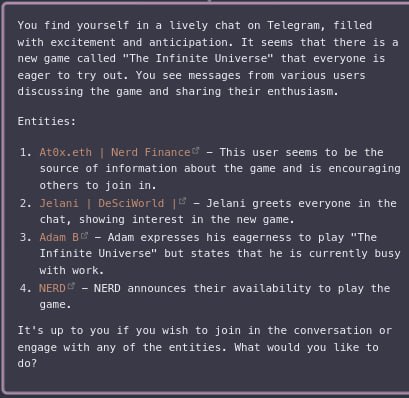 You find yourself in a lively chat on Telegram, filled
with excitement and anticipation. It seems that there is a
new game called "The Infinite Universe" that everyone is
eager to try out. You see messages from various users
discussing the game and sharing their enthusiasm.
Entities:
1. At0x.eth | Nerd Finance – This user seems to be the
source of information about the game and is encouraging
others to join in.
2. Jelani | DeSciWorld | – Jelani greets everyone in the
chat, showing interest in the new game.
3. Adam B – Adam expresses his eagerness to play "The
Infinite Universe" but states that he is currently busy
with work.
4. NERD – NERD announces their availability to play the
game.
It's up to you if you wish to join in the conversation or
engage with any of the entities. What would you like to
do?